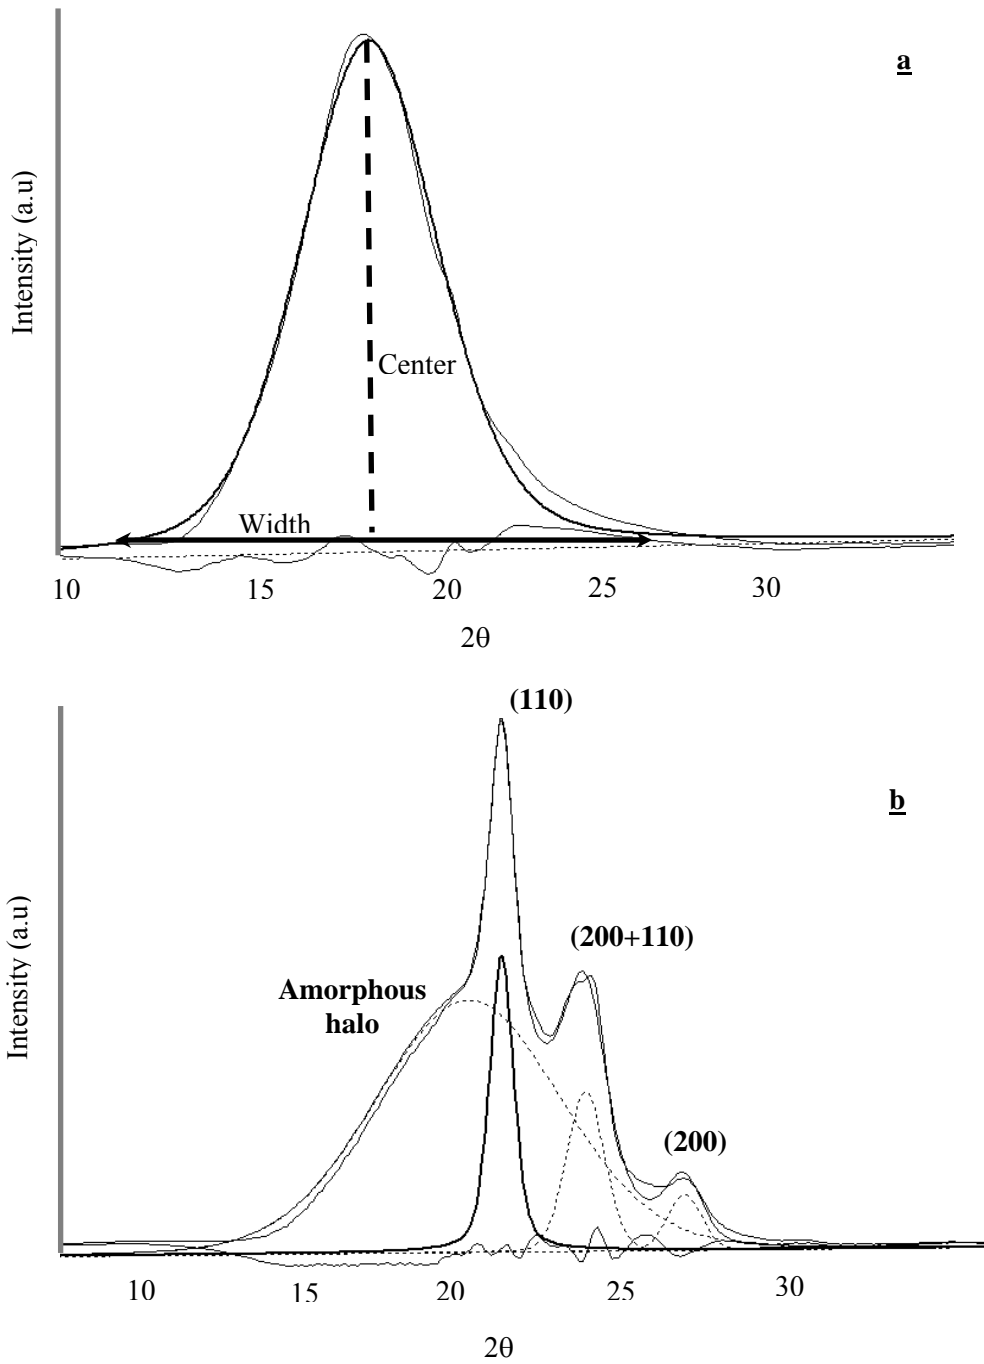 a
Intensity (a.u)
Center
Width
10 15 20 25 30
2θ
(110)
b
(200+110)
Intensity (a.u)
Amorphous
halo
(200)
10 15 20 25 30
2θ